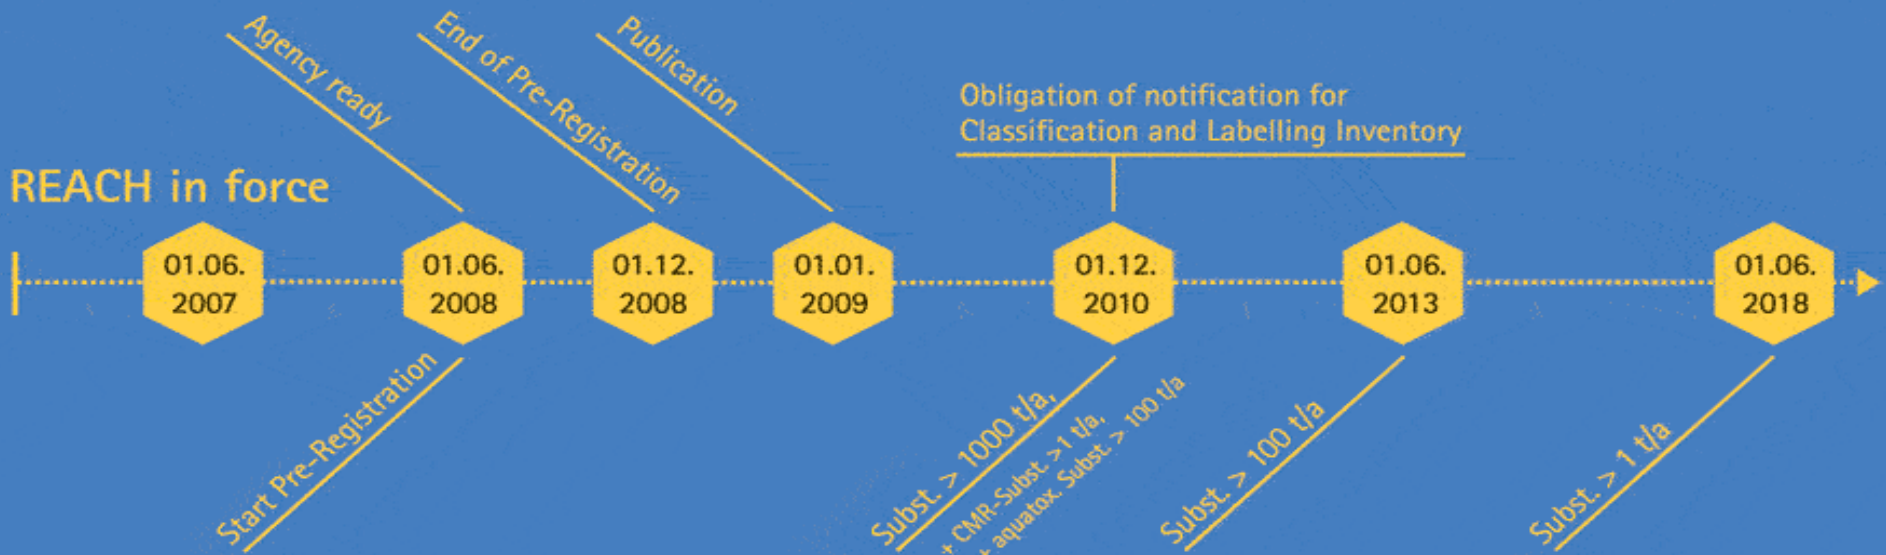 Agency ready
End of Pre-Registration
Publication
Obligation of notification for
Classification and Labelling Inventory
REACH in force
01.06.
2007
01.06.
2008
01.12.
2008
01.01.
2009
01.12.
2010
01.06.
2013
01.06.
2018
Start Pre-Registration
Subst. > 1000 t/a,
+ CMR-Subst. >1 t/a,
+ aquatox. Subst. > 100 t/a
Subst. > 100 t/a
Subst. > 1 t/a